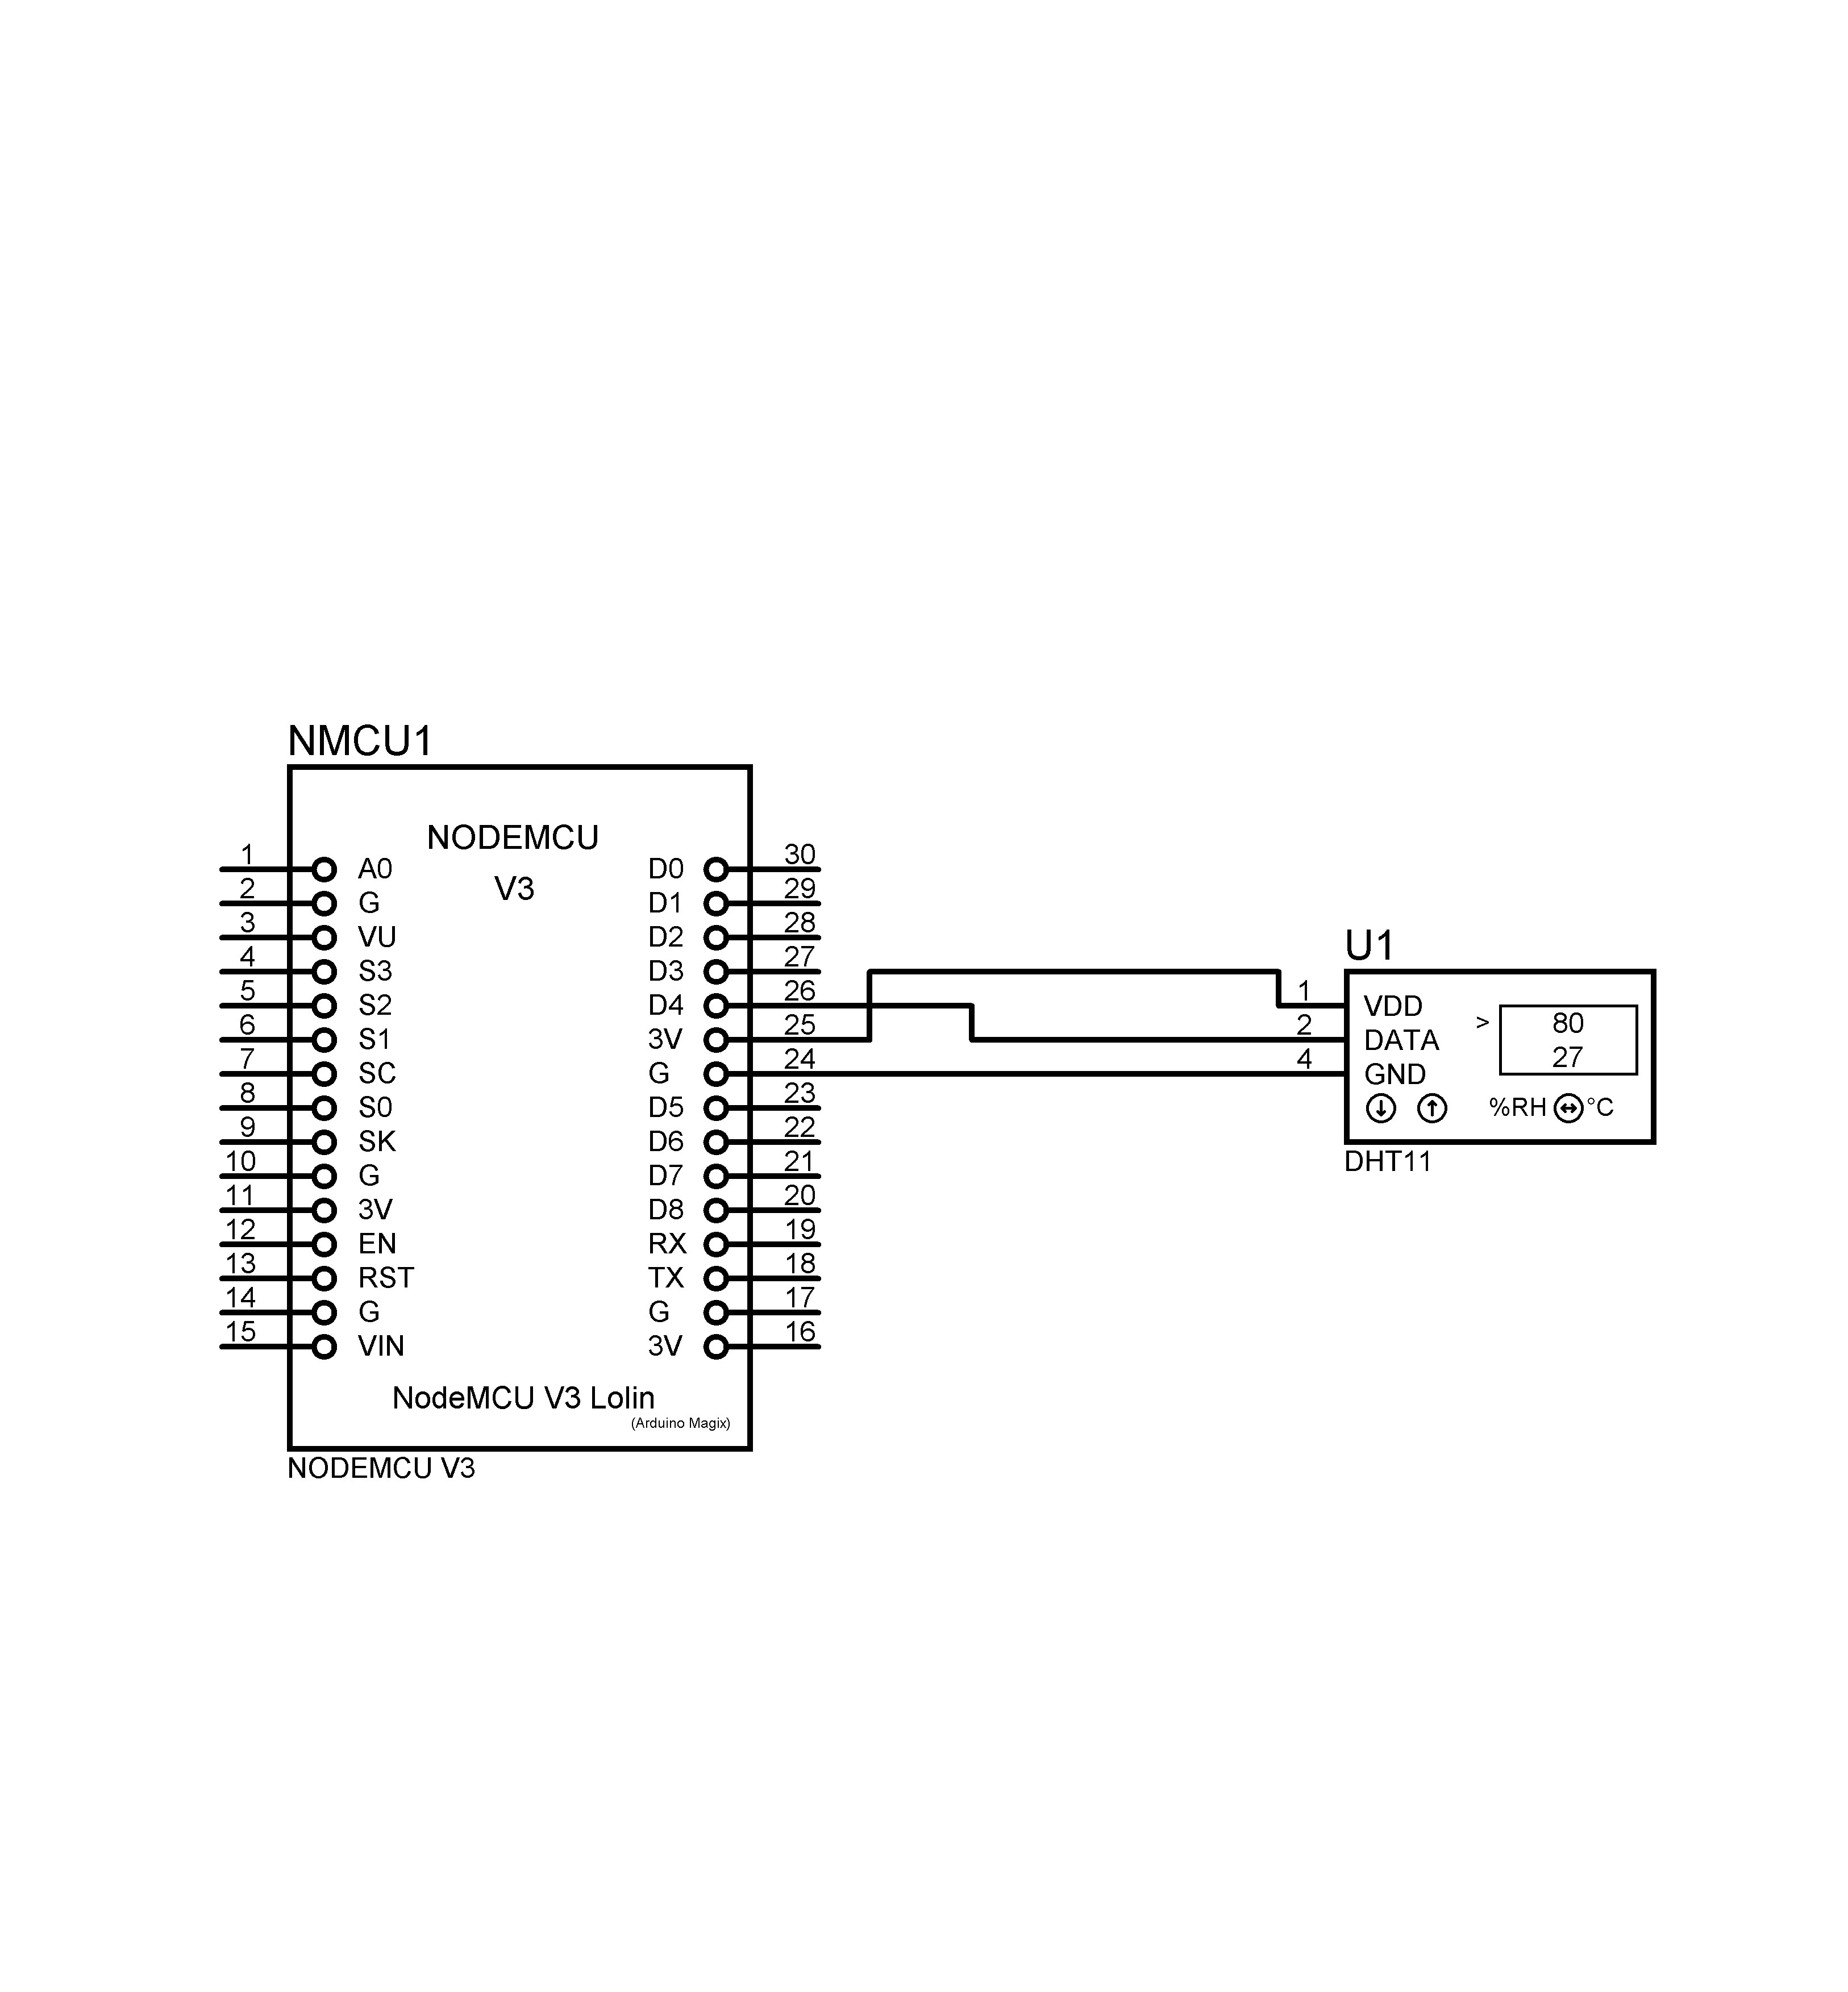 NMCU1
NODEMCU
V3
1 A0 D0 30
2 G D1 29
3 VU D2 28
4 S3 D3 27
5 S2 D4 26
6 S1 3V 25
7 SC G 24
8 S0 D5 23
9 SK D6 22
10 G D7 21
11 3V D8 20
12 EN RX 19
13 RST TX 18
14 G G 17
15 VIN 3V 16
NodeMCU V3 Lolin
(Arduino Magix)
NODEMCU V3
U1
1 VDD
2 DATA
4 GND
> 80
27
%RH °C
DHT11